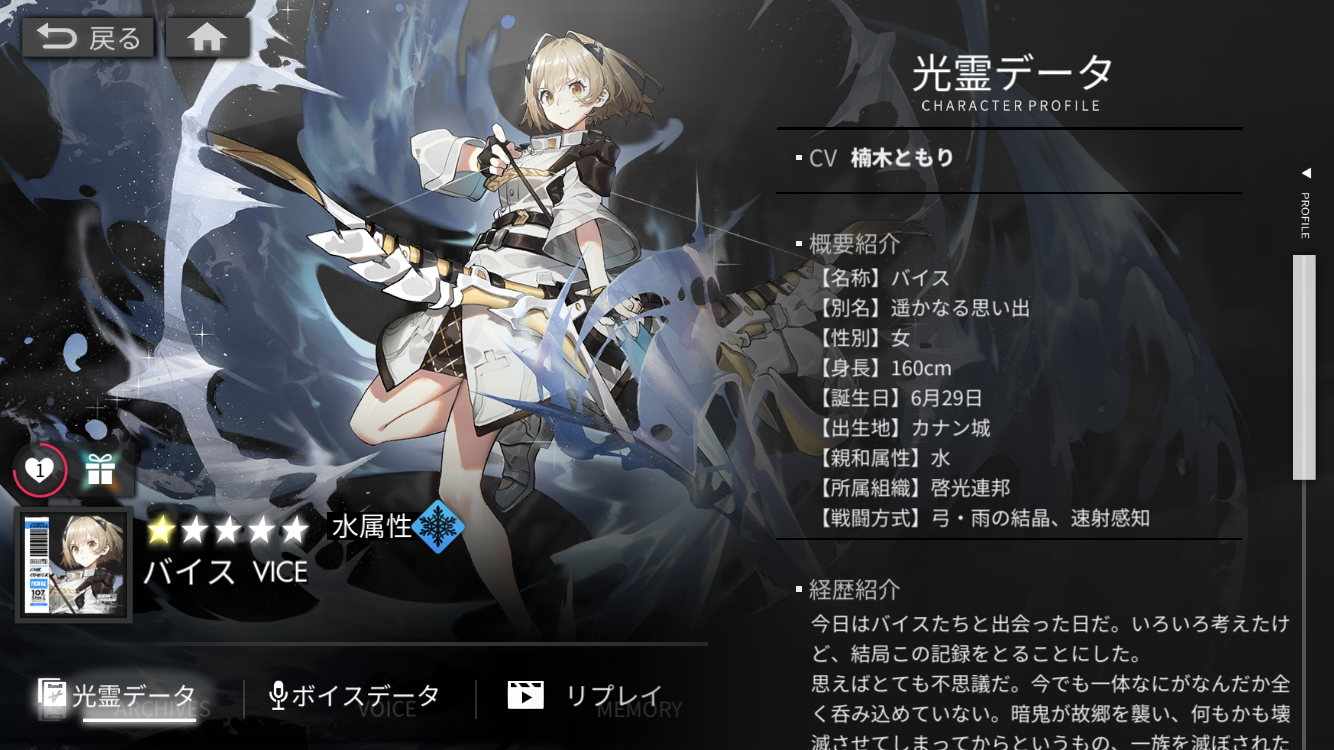 戻る
光霊データ
CHARACTER PROFILE
CV 楠木ともり
PROFILE
概要紹介
【名称】バイス
【別名】遥かなる思い出
【性別】女
【身長】160cm
【誕生日】6月29日
【出生地】カナン城
【親和属性】水
【所属組織】啓光連邦
【戦闘方式】弓・雨の結晶、速射感知
1
水属性
バイス VICE
107
経歴紹介
今日はバイスたちと出会った日だ。いろいろ考えたけ
ど、結局この記録をとることにした。
思えばとても不思議だ。今でも一体なにがなんだか全
く呑み込めていない。暗鬼が故郷を襲い、何もかも壊
滅させてしまってからというもの、一族を滅ぼされた
光霊データ
ARCHIVES
ボイスデータ
VOICE
リプレイ
MEMORY